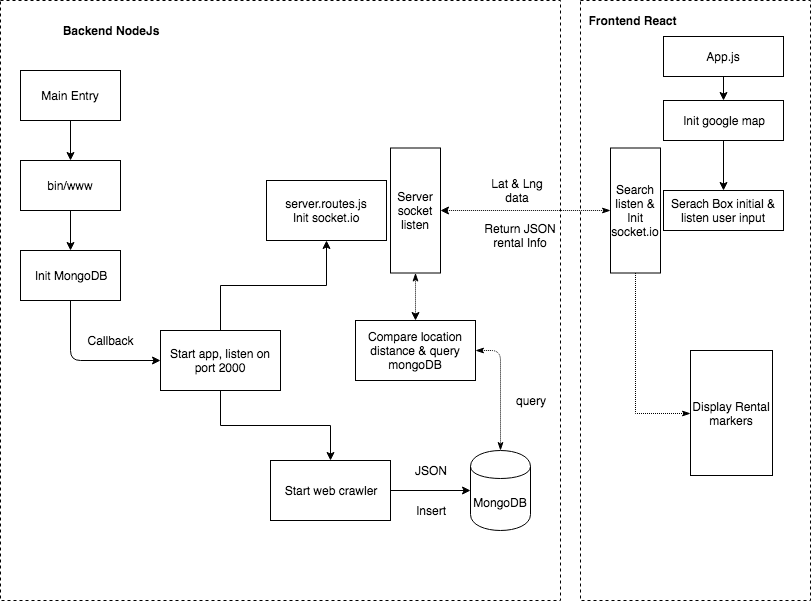 Backend NodeJs
Main Entry
bin/www
Init MongoDB
Callback
Start app, listen on
port 2000
server.routes.js
Init socket.io
Server
socket
listen
Lat & Lng
data
Return JSON
rental Info
Compare location
distance & query
mongoDB
query
Start web crawler
JSON
Insert
MongoDB
Frontend React
App.js
Init google map
Search
listen &
Init
socket.io
Serach Box initial &
listen user input
Display Rental
markers